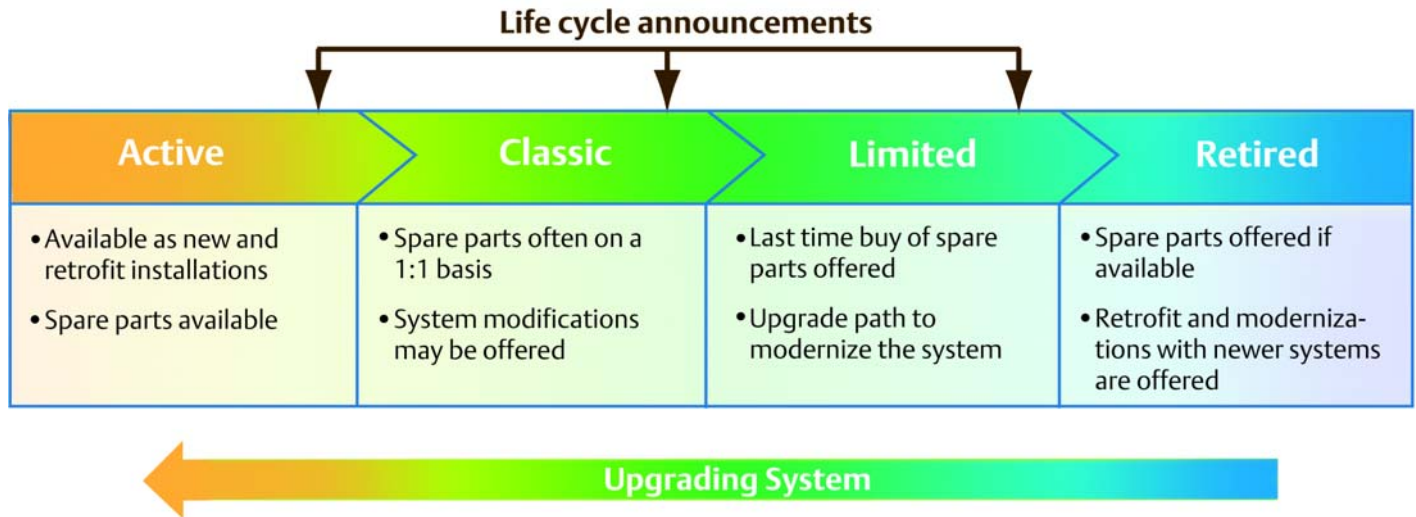 Life cycle announcements
Active
Classic
Limited
Retired
• Available as new and
retrofit installations
• Spare parts available
• Spare parts often on a
1:1 basis
• System modifications
may be offered
• Last time buy of spare
parts offered
• Upgrade path to
modernize the system
• Spare parts offered if
available
• Retrofit and moderniza-
tions with newer systems
are offered
Upgrading System